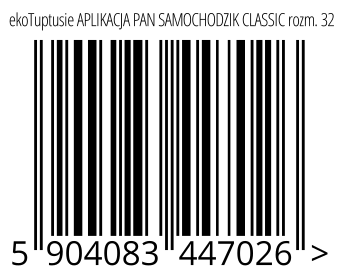 ekoTuptusie APLIKACJA PAN SAMOCHODZIK CLASSIC rozm. 32
5 904083 447026 >